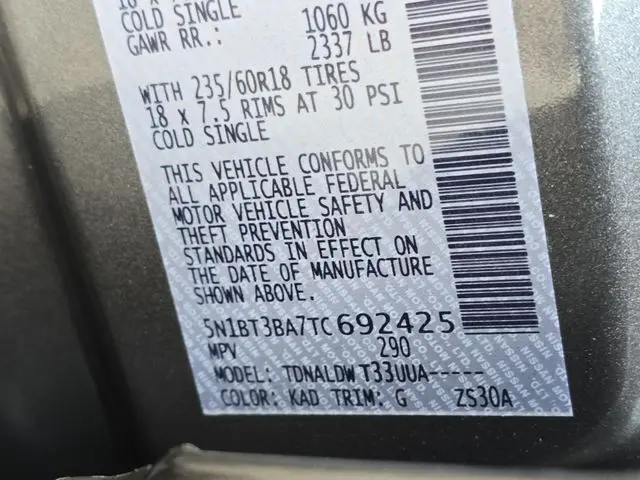 COLD SINGLE 1060 KG
GAWR RR.: 2337 LB
WITH 235/60R18 TIRES
18 x 7.5 RIMS AT 30 PSI
COLD SINGLE
THIS VEHICLE CONFORMS TO
ALL APPLICABLE FEDERAL
MOTOR VEHICLE SAFETY AND
THEFT PREVENTION
STANDARDS IN EFFECT ON
THE DATE OF MANUFACTURE
SHOWN ABOVE.
5N1BT3BA7TC692425
MPV 290
MODEL: TDNALDW T33UUA-----
COLOR: KAD TRIM: G ZS30A